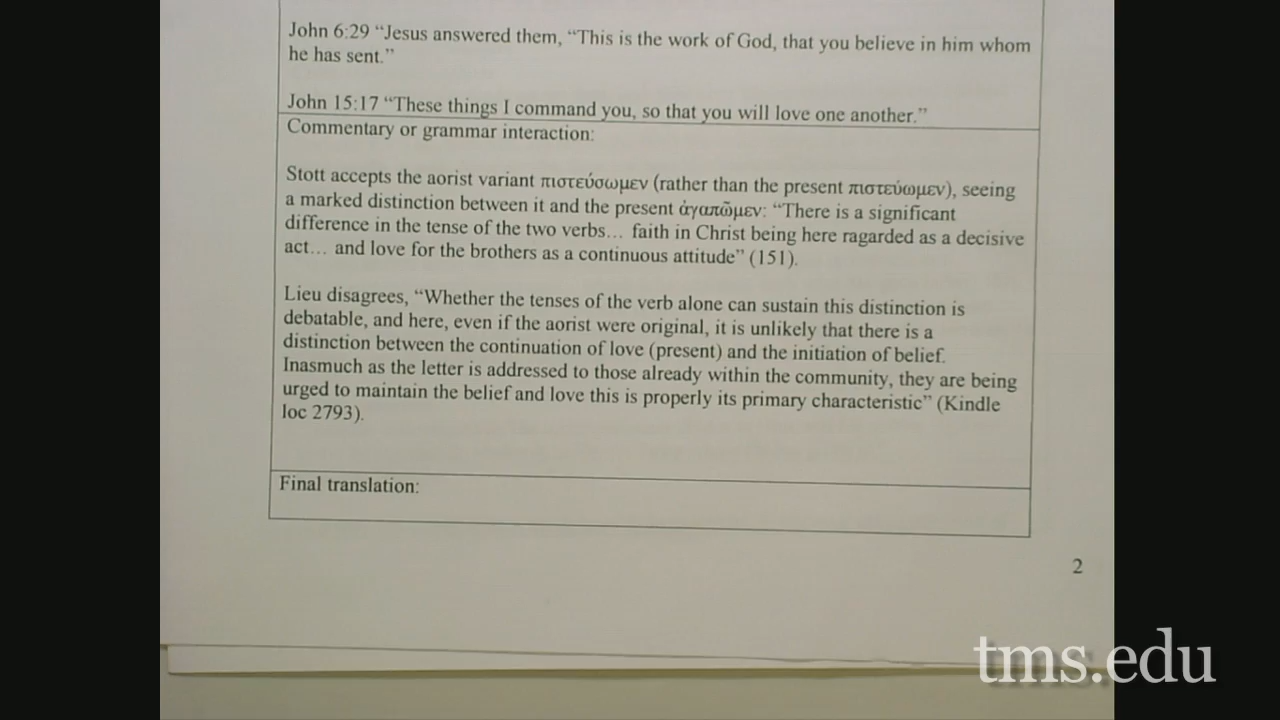 John 6:29 “Jesus answered them, “This is the work of God, that you believe in him whom
he has sent.”
John 15:17 “These things I command you, so that you will love one another.”
Commentary or grammar interaction:
Stott accepts the aorist variant πιστεύσωμεν (rather than the present πιστεύωμεν), seeing
a marked distinction between it and the present ἀγαπῶμεν: “There is a significant
difference in the tense of the two verbs… faith in Christ being here ragarded as a decisive
act… and love for the brothers as a continuous attitude” (151).
Lieu disagrees, “Whether the tenses of the verb alone can sustain this distinction is
debatable, and here, even if the aorist were original, it is unlikely that there is a
distinction between the continuation of love (present) and the initiation of belief.
Inasmuch as the letter is addressed to those already within the community, they are being
urged to maintain the belief and love this is properly its primary characteristic” (Kindle
loc 2793).
Final translation:
2
tms.edu